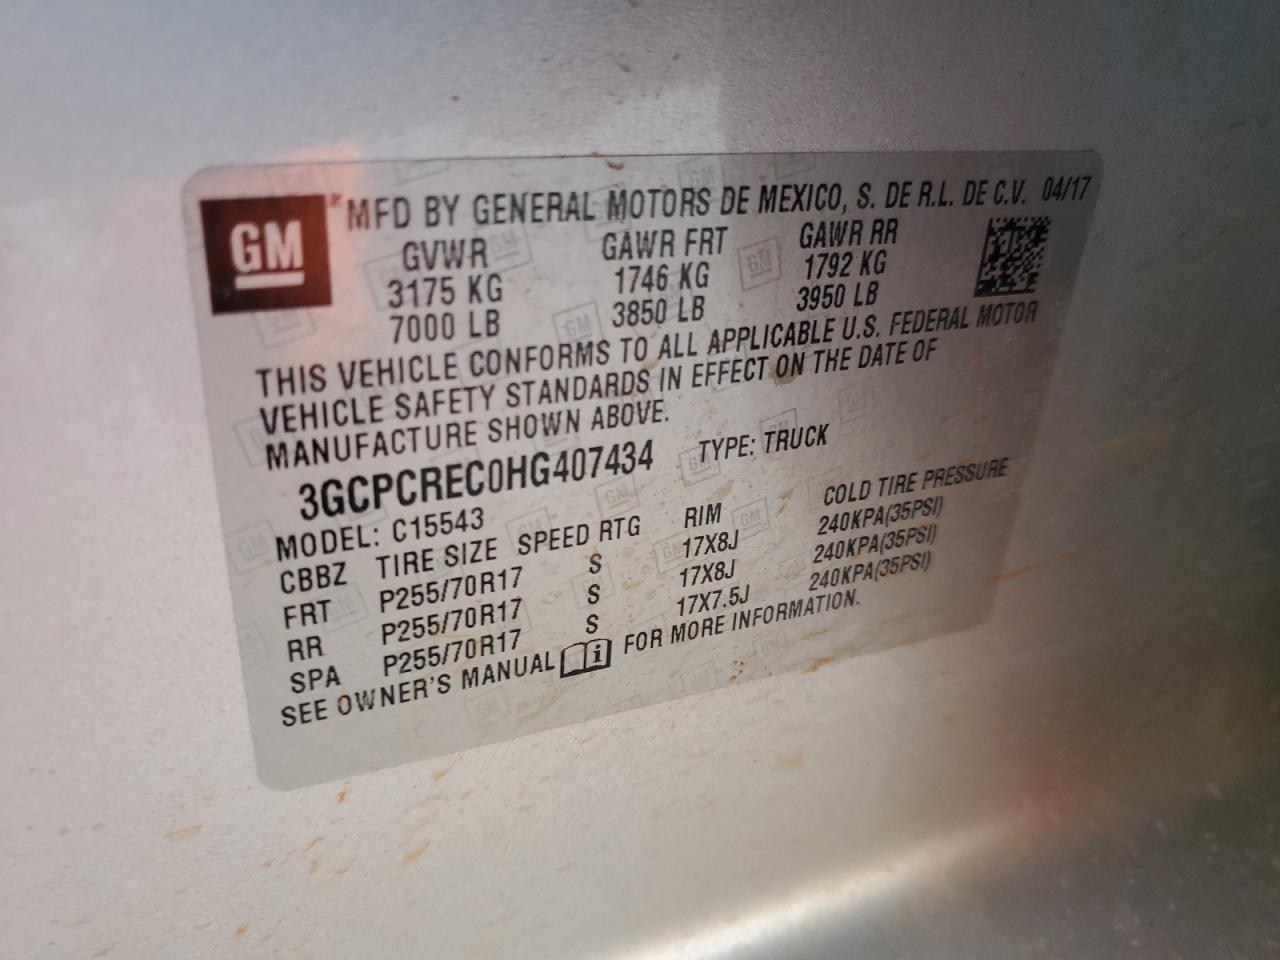 GM
MFD BY GENERAL MOTORS DE MEXICO, S. DE R.L. DE C.V. 04/17
GVWR GAWR FRT GAWR RR
3175 KG 1746 KG 1792 KG
7000 LB 3850 LB 3950 LB
THIS VEHICLE CONFORMS TO ALL APPLICABLE U.S. FEDERAL MOTOR
VEHICLE SAFETY STANDARDS IN EFFECT ON THE DATE OF
MANUFACTURE SHOWN ABOVE.
3GCPCREC0HG407434 TYPE: TRUCK
MODEL: C15543
CBBZ TIRE SIZE SPEED RTG RIM COLD TIRE PRESSURE
FRT P255/70R17 S 17X8J 240KPA(35PSI)
RR P255/70R17 S 17X8J 240KPA(35PSI)
SPA P255/70R17 S 17X7.5J 240KPA(35PSI)
SEE OWNER'S MANUAL FOR MORE INFORMATION.